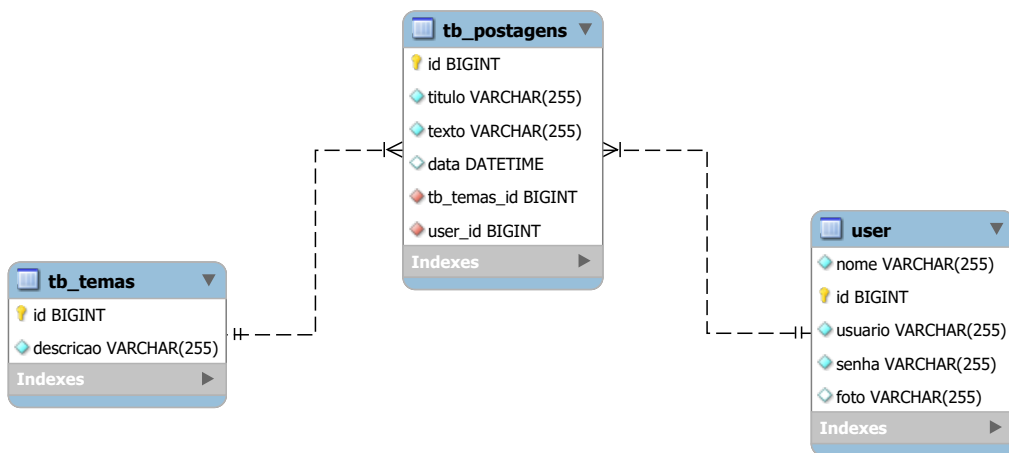 tb_postagens
id BIGINT
titulo VARCHAR(255)
texto VARCHAR(255)
data DATETIME
tb_temas_id BIGINT
user_id BIGINT
Indexes
tb_temas
id BIGINT
descricao VARCHAR(255)
Indexes
user
nome VARCHAR(255)
id BIGINT
usuario VARCHAR(255)
senha VARCHAR(255)
foto VARCHAR(255)
Indexes